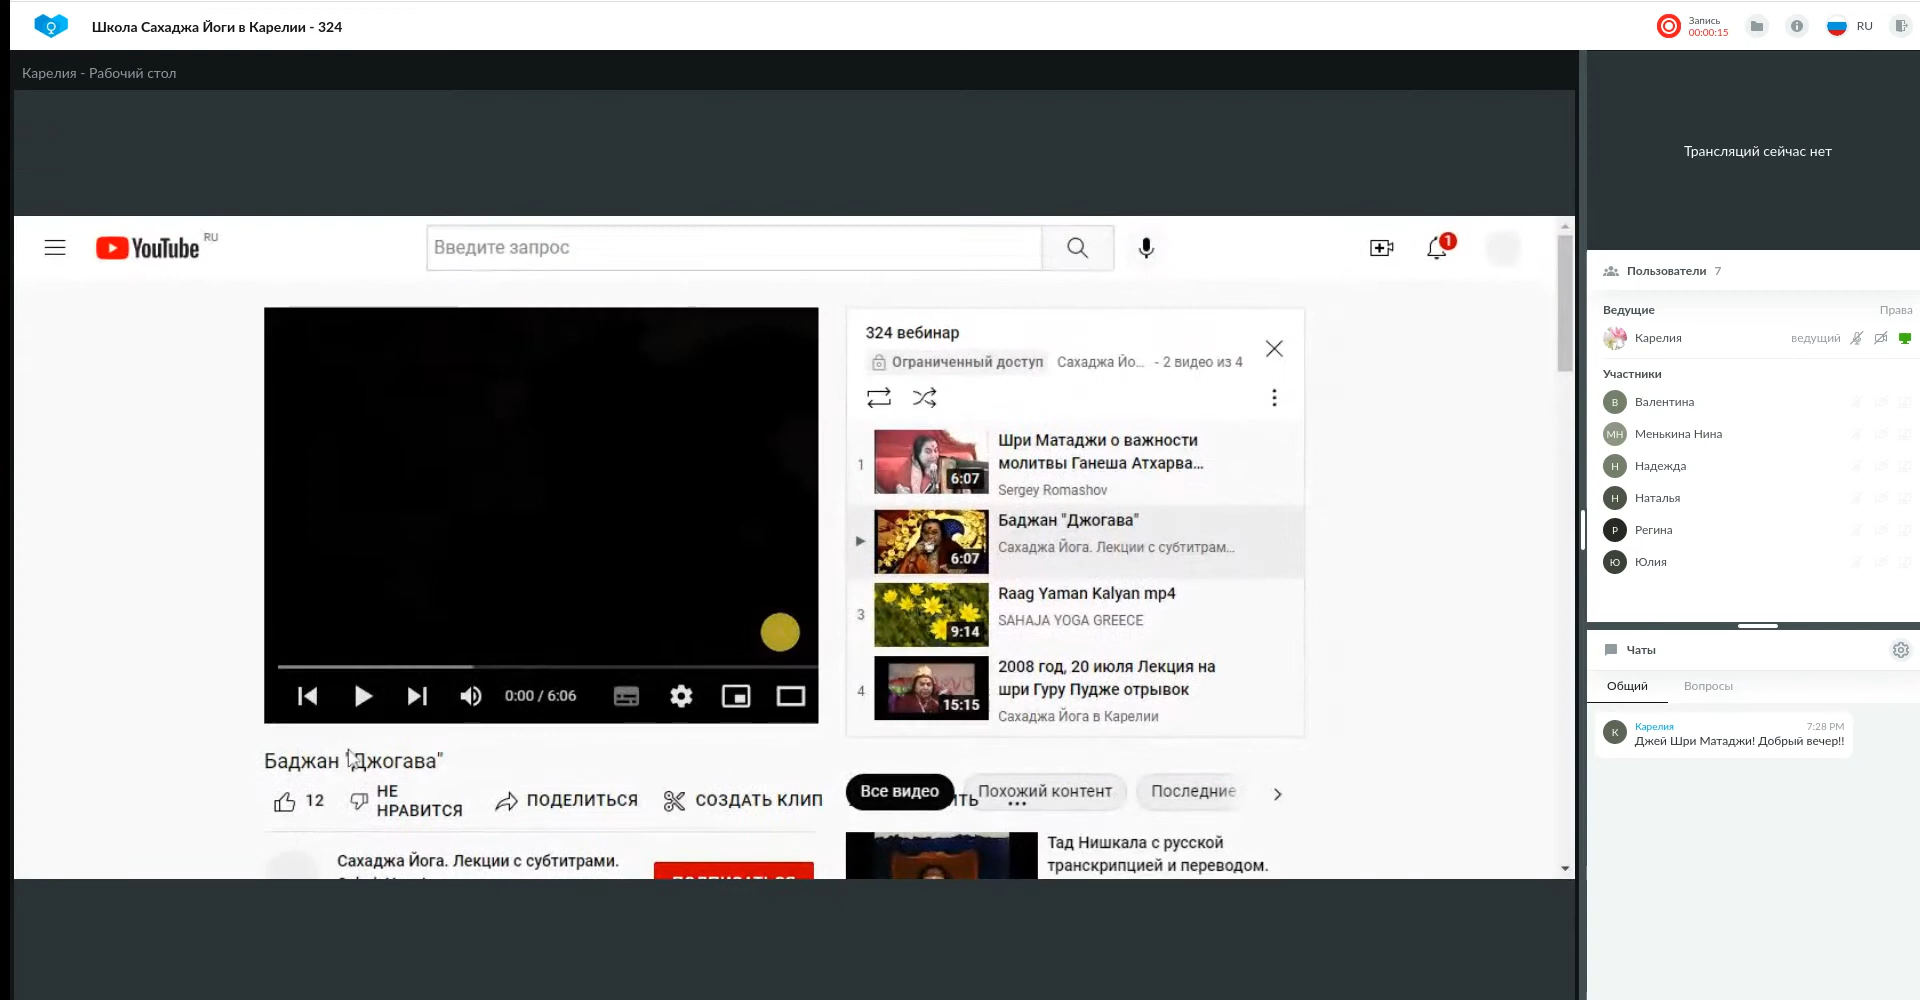 Школа Сахаджа Йоги в Карелии - 324
Запись
00:00:15
RU
Карелия - Рабочий стол
Трансляций сейчас нет
YouTube RU
Введите запрос
1
324 вебинар
Ограниченный доступ Сахаджа Йо... - 2 видео из 4
1
6:07
Шри Матаджи о важности
молитвы Ганеша Атхарва...
Sergey Romashov
6:07
Баджан "Джогава"
Сахаджа Йога. Лекции с субтитрам...
3
9:14
Raag Yaman Kalyan mp4
SAHAJA YOGA GREECE
4
15:15
2008 год, 20 июля Лекция на
шри Гуру Пудже отрывок
Сахаджа Йога в Карелии
0:00 / 6:06
Баджан "Джогава"
12
НЕ
НРАВИТСЯ
ПОДЕЛИТЬСЯ
СОЗДАТЬ КЛИП
Все видео
Похожий контент
Последние
Сахаджа Йога. Лекции с субтитрами.
ПОДПИСАТЬСЯ
Тад Нишкала с русской
транскрипцией и переводом.
Пользователи 7
Ведущие Права
Карелия ведущий
Участники
В Валентина
МН Менькина Нина
Н Надежда
Н Наталья
Р Регина
Ю Юлия
Чаты
Общий Вопросы
К
Карелия 7:28 PM
Джей Шри Матаджи! Добрый вечер!!